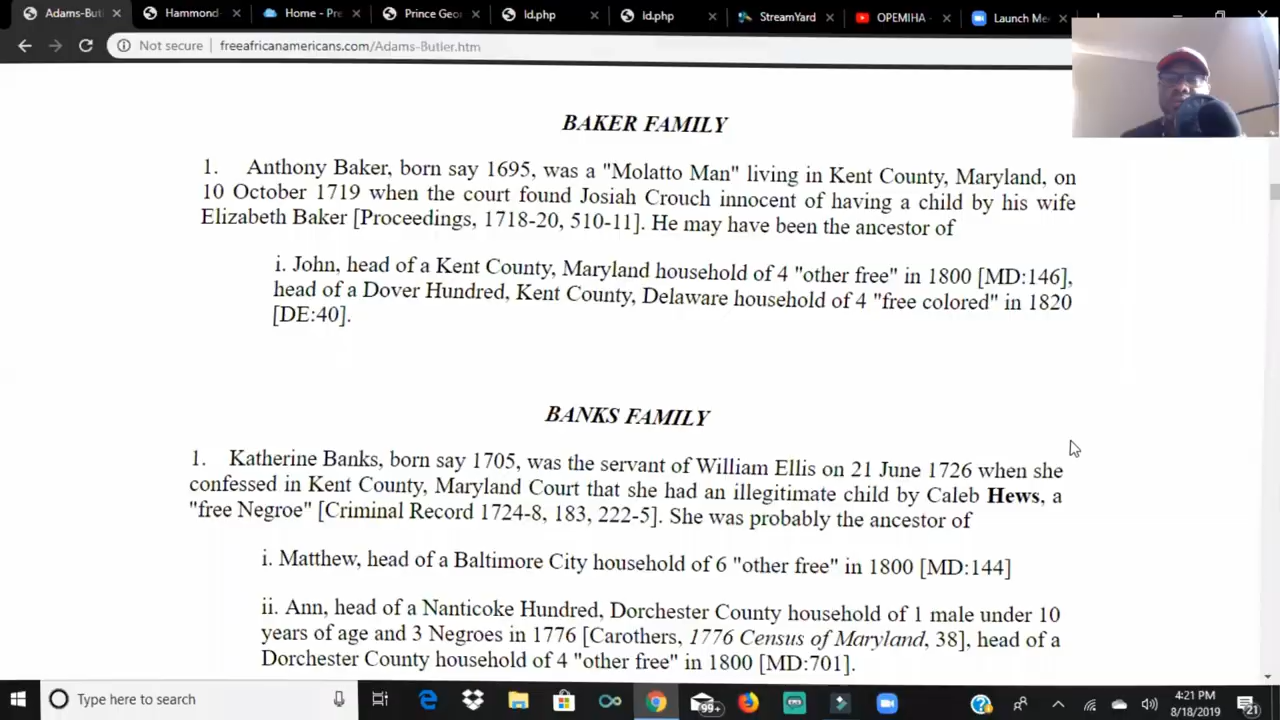 Adams-Butl
Hammond-
Home - Pre
Prince Geo
ld.php
ld.php
StreamYard
OPEMIHA -
Launch Me
Not secure | freeafricanamericans.com/Adams-Butler.htm
BAKER FAMILY
1. Anthony Baker, born say 1695, was a "Molatto Man" living in Kent County, Maryland, on
10 October 1719 when the court found Josiah Crouch innocent of having a child by his wife
Elizabeth Baker [Proceedings, 1718-20, 510-11]. He may have been the ancestor of
i. John, head of a Kent County, Maryland household of 4 "other free" in 1800 [MD:146],
head of a Dover Hundred, Kent County, Delaware household of 4 "free colored" in 1820
[DE:40].
BANKS FAMILY
1. Katherine Banks, born say 1705, was the servant of William Ellis on 21 June 1726 when she
confessed in Kent County, Maryland Court that she had an illegitimate child by Caleb Hews, a
"free Negroe" [Criminal Record 1724-8, 183, 222-5]. She was probably the ancestor of
i. Matthew, head of a Baltimore City household of 6 "other free" in 1800 [MD:144]
ii. Ann, head of a Nanticoke Hundred, Dorchester County household of 1 male under 10
years of age and 3 Negroes in 1776 [Carothers, 1776 Census of Maryland, 38], head of a
Dorchester County household of 4 "other free" in 1800 [MD:701].
Type here to search
99+
4:21 PM
8/18/2019
21